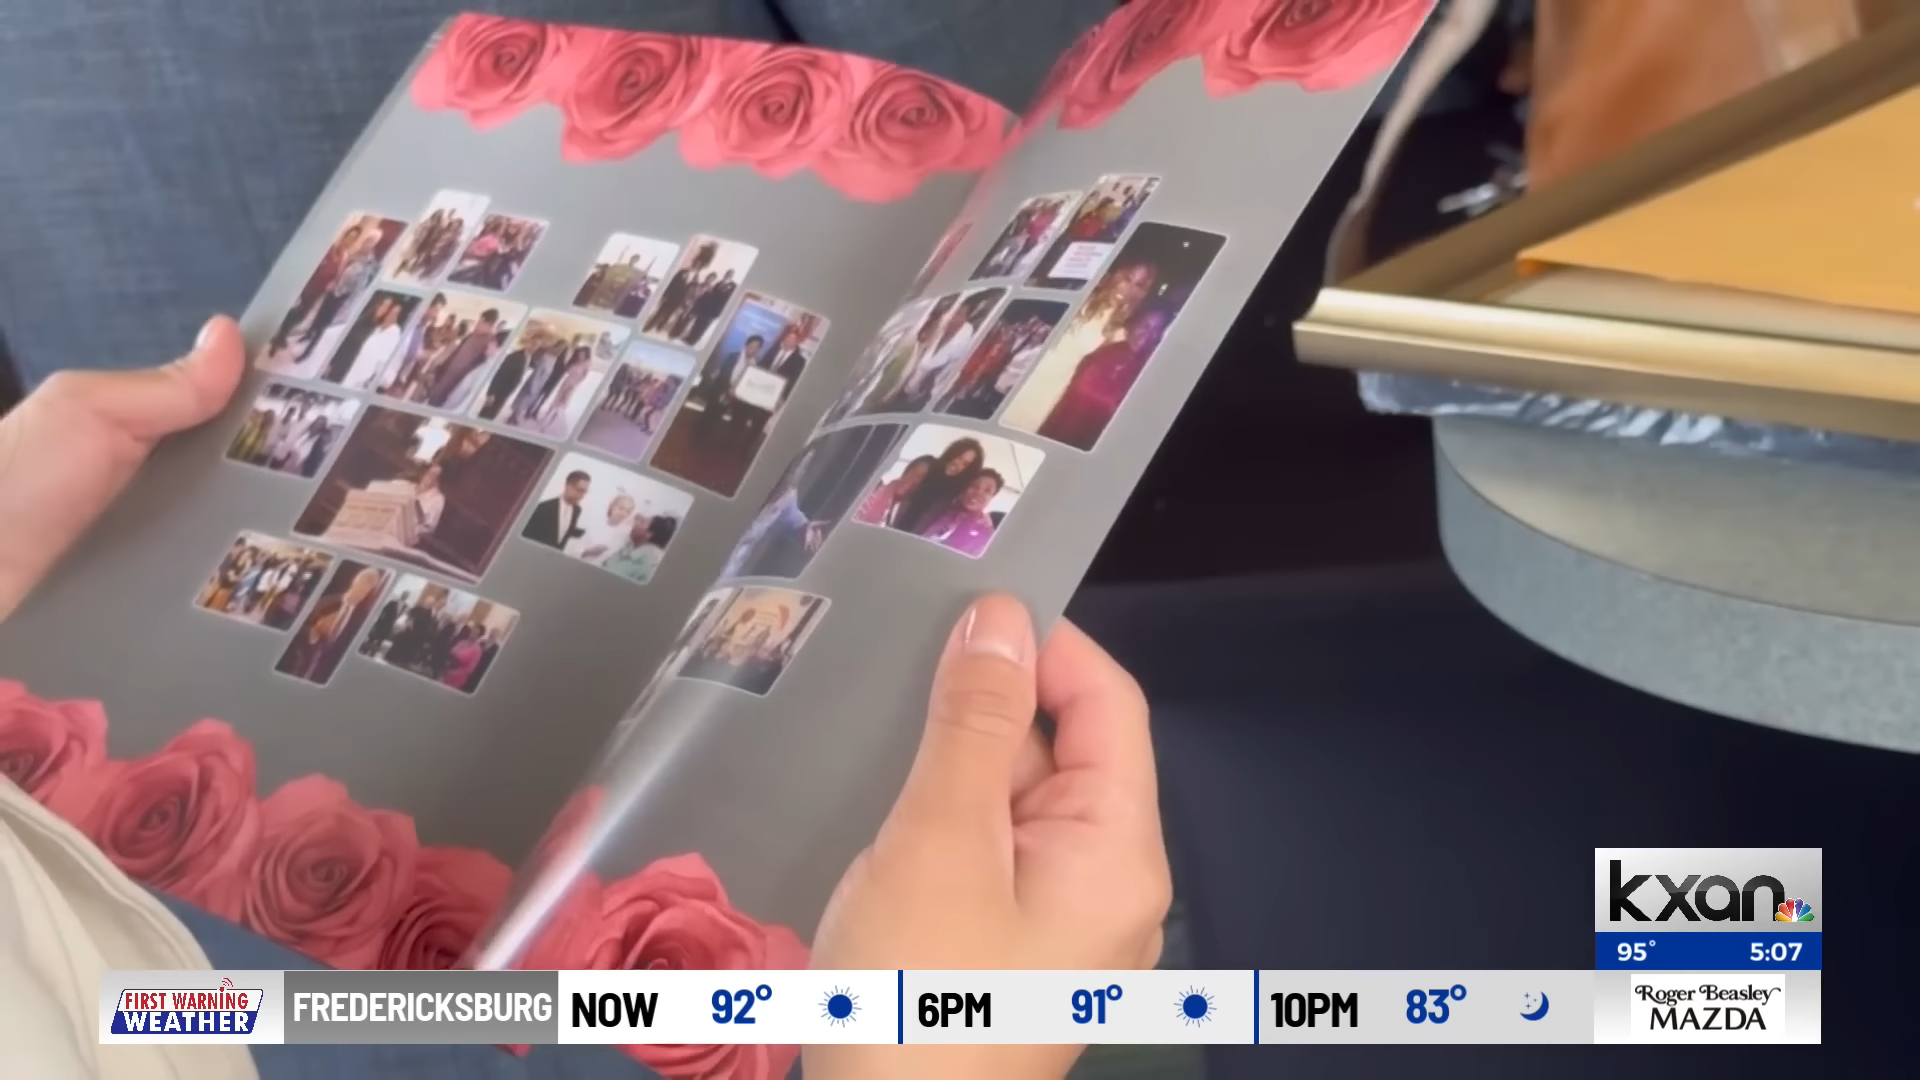 kxan
95° 5:07
FIRST WARNING
WEATHER
FREDERICKSBURG
NOW 92°
6PM 91°
10PM 83°
Roger Beasley
MAZDA